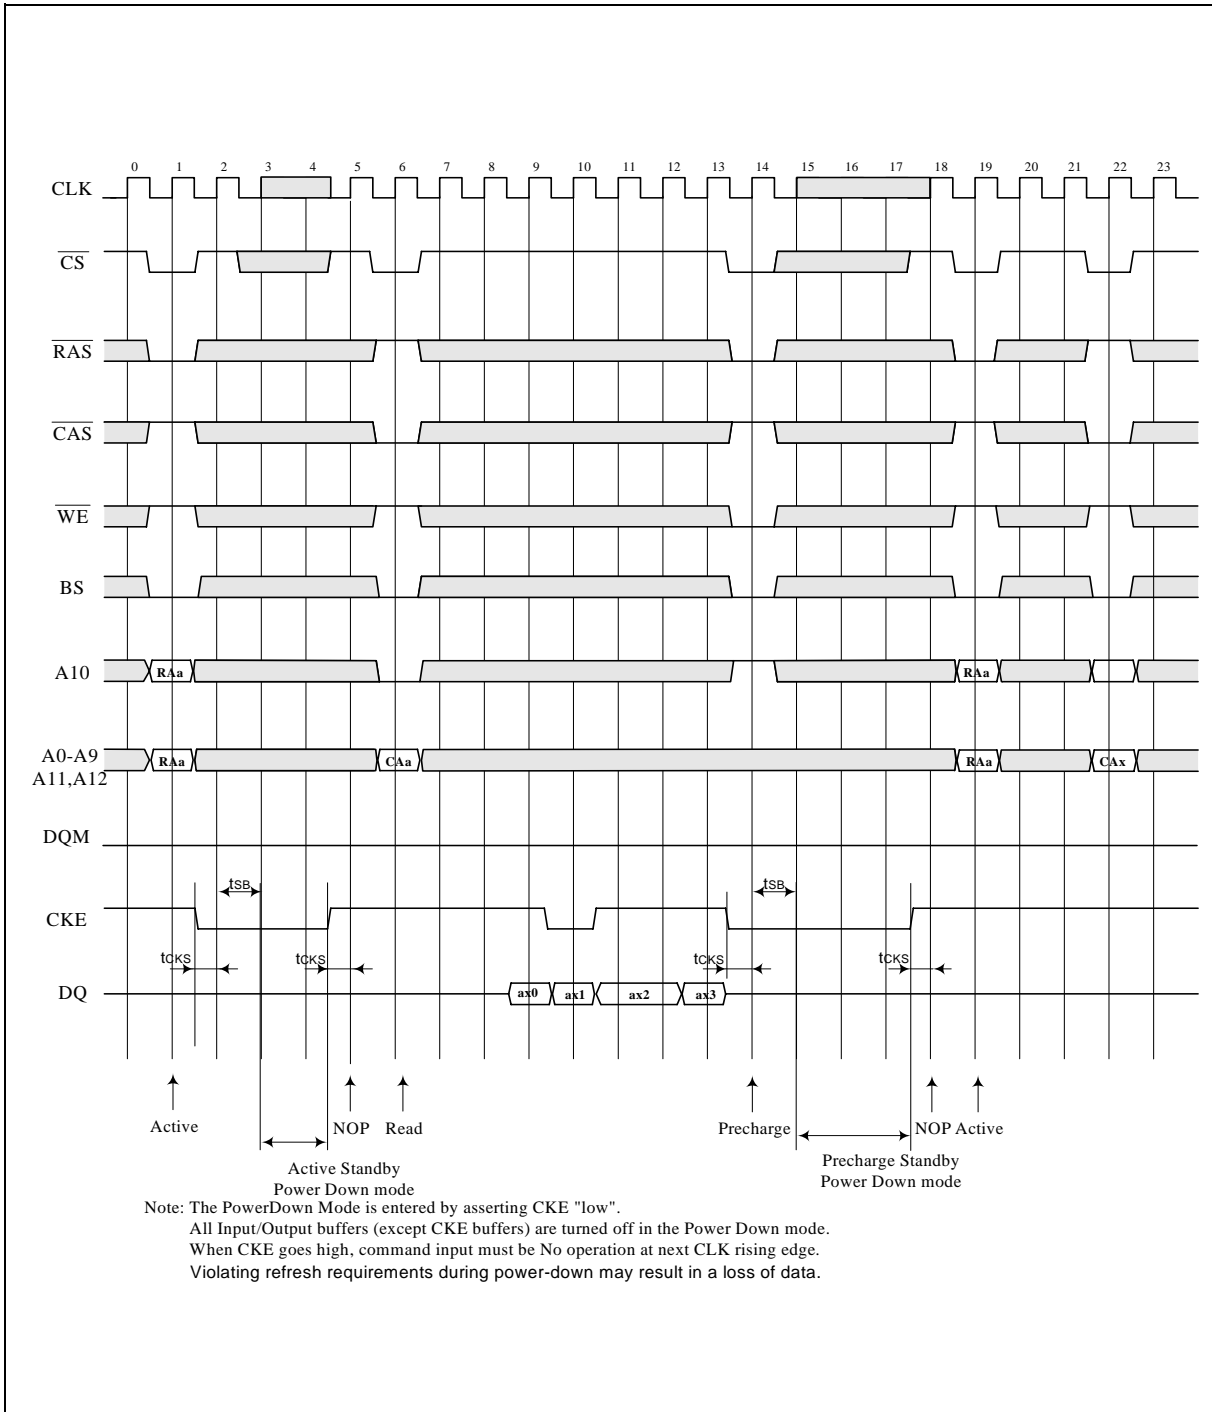 0 1 2 3 4 5 6 7 8 9 10 11 12 13 14 15 16 17 18 19 20 21 22 23
CLK
CS
RAS
CAS
WE
BS
A10 RAa RAa
A0-A9
A11,A12
RAa CAa RAa CAx
DQM
tSB tSB
CKE
tCKS tCKS tCKS tCKS
DQ ax0 ax1 ax2 ax3
Active NOP Read Precharge NOP Active
Active Standby
Power Down mode
Precharge Standby
Power Down mode
Note: The PowerDown Mode is entered by asserting CKE "low".
All Input/Output buffers (except CKE buffers) are turned off in the Power Down mode.
When CKE goes high, command input must be No operation at next CLK rising edge.
Violating refresh requirements during power-down may result in a loss of data.